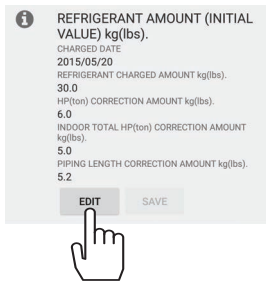 REFRIGERANT AMOUNT (INITIAL
VALUE) kg(lbs).
CHARGED DATE
2015/05/20
REFRIGERANT CHARGED AMOUNT kg(lbs).
30.0
HP(ton) CORRECTION AMOUNT kg(lbs).
6.0
INDOOR TOTAL HP(ton) CORRECTION AMOUNT
kg(lbs).
5.0
PIPING LENGTH CORRECTION AMOUNT kg(lbs).
5.2
EDIT SAVE